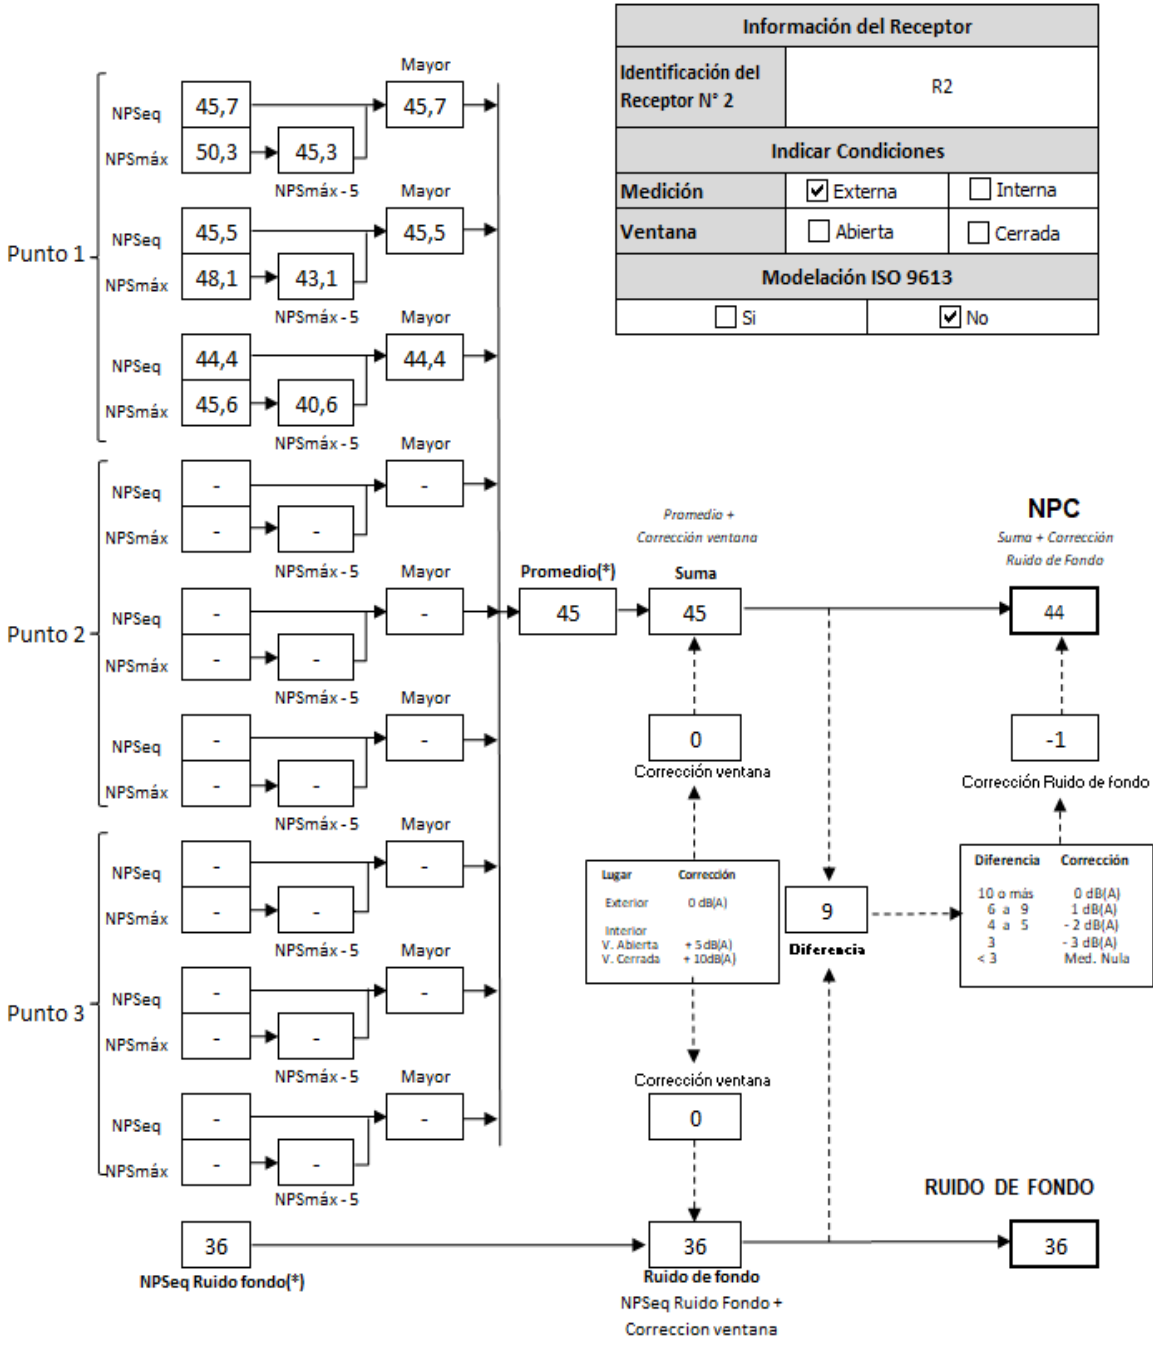 Información del Receptor
Identificación del
Receptor N° 2
R2
Indicar Condiciones
Medición
Externa
Interna
Ventana
Abierta
Cerrada
Modelación ISO 9613
Si
No
Punto 1
Mayor
NPSeq
45,7
45,7
NPSmáx
50,3
45,3
NPSmáx - 5
Mayor
NPSeq
45,5
45,5
NPSmáx
48,1
43,1
NPSmáx - 5
Mayor
NPSeq
44,4
44,4
NPSmáx
45,6
40,6
NPSmáx - 5
Punto 2
Mayor
NPSeq
-
-
NPSmáx
-
-
NPSmáx - 5
Mayor
NPSeq
-
-
NPSmáx
-
-
NPSmáx - 5
Mayor
NPSeq
-
-
NPSmáx
-
-
NPSmáx - 5
Punto 3
Mayor
NPSeq
-
-
NPSmáx
-
-
NPSmáx - 5
Mayor
NPSeq
-
-
NPSmáx
-
-
NPSmáx - 5
Mayor
NPSeq
-
-
NPSmáx
-
-
NPSmáx - 5
36
NPSeq Ruido fondo(*)
Promedio(*)
45
Promedio +
Corrección ventana
Suma
45
0
Corrección ventana
Lugar Corrección
Exterior 0 dB(A)
Interior
V. Abierta + 5 dB(A)
V. Cerrada + 10dB(A)
Corrección ventana
0
36
Ruido de fondo
NPSeq Ruido Fondo +
Correccion ventana
9
Diferencia
NPC
Suma + Corrección
Ruido de Fondo
44
-1
Corrección Ruido de fondo
Diferencia Corrección
10 o más 0 dB(A)
6 a 9 1 dB(A)
4 a 5 - 2 dB(A)
3 - 3 dB(A)
< 3 Med. Nula
RUIDO DE FONDO
36